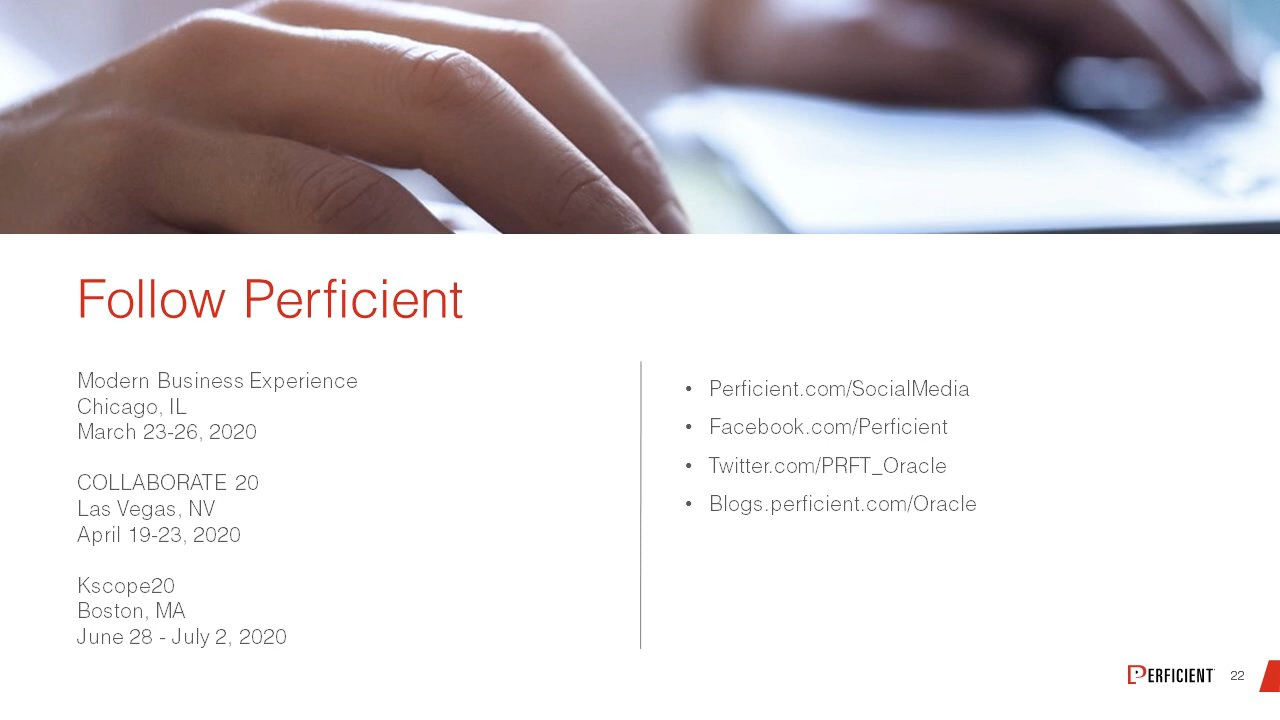 Follow Perficient
Modern Business Experience
Chicago, IL
March 23-26, 2020
COLLABORATE 20
Las Vegas, NV
April 19-23, 2020
Kscope20
Boston, MA
June 28 - July 2, 2020
• Perficient.com/SocialMedia
• Facebook.com/Perficient
• Twitter.com/PRFT_Oracle
• Blogs.perficient.com/Oracle
PERFICIENT
22